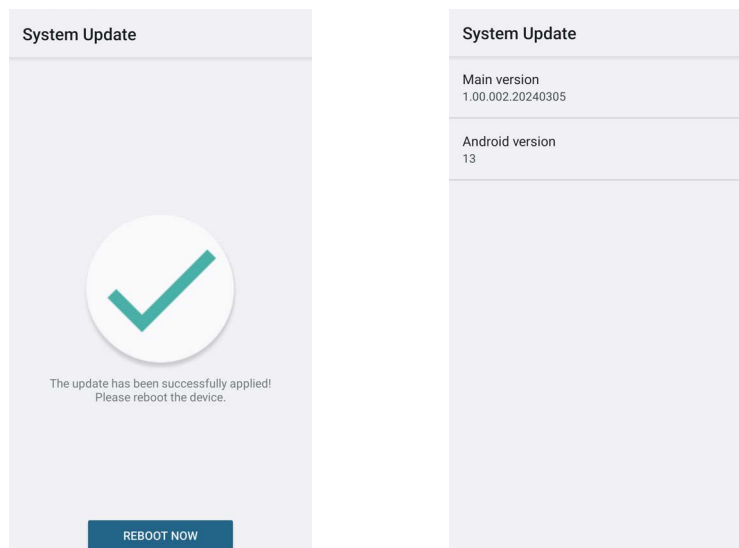 System Update
The update has been successfully applied!
Please reboot the device.
REBOOT NOW
System Update
Main version
1.00.002.20240305
Android version
13